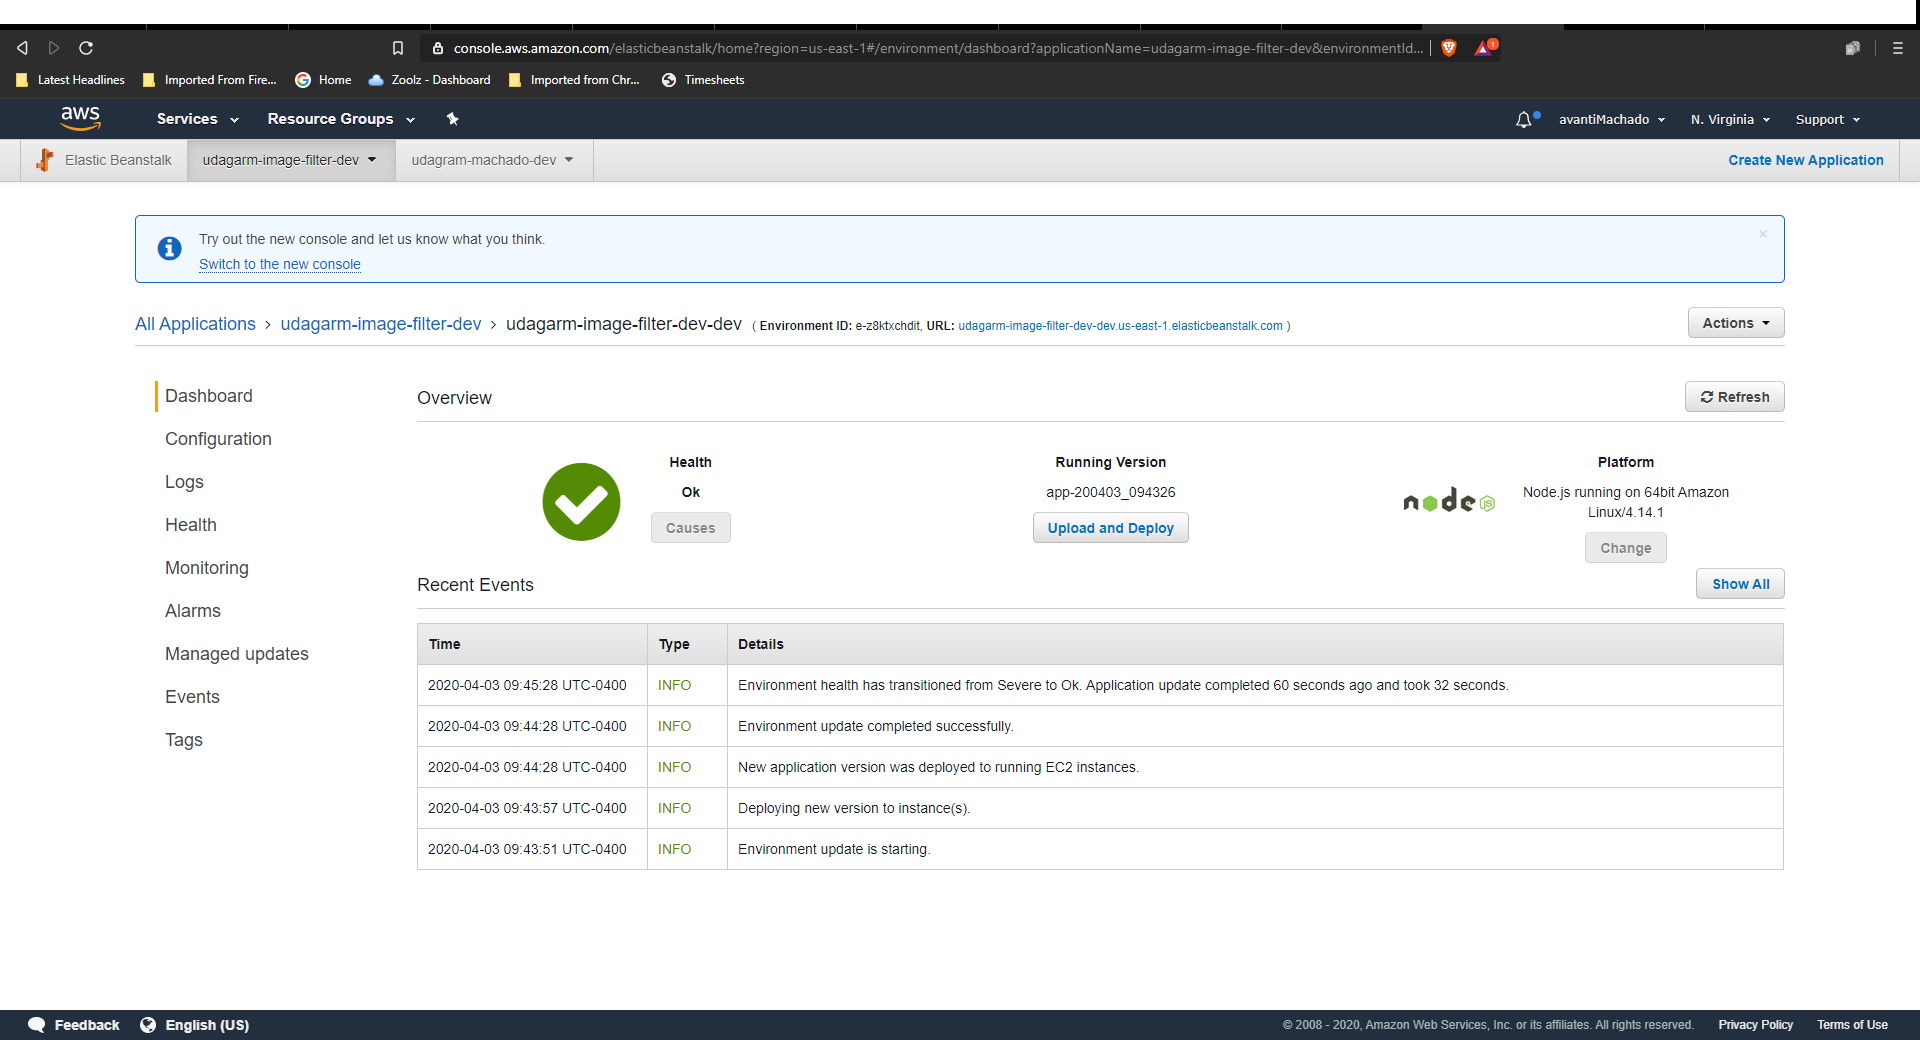 console.aws.amazon.com/elasticbeanstalk/home?region=us-east-1#/environment/dashboard?applicationName=udagarm-image-filter-dev&environmentId... 1
Latest Headlines Imported From Fire... Home Zoolz - Dashboard Imported from Chr... Timesheets
aws Services Resource Groups avantiMachado N. Virginia Support
Elastic Beanstalk udagarm-image-filter-dev udagram-machado-dev Create New Application
Try out the new console and let us know what you think.
Switch to the new console
All Applications > udagarm-image-filter-dev > udagarm-image-filter-dev-dev ( Environment ID: e-z8ktxchdit, URL: udagarm-image-filter-dev-dev.us-east-1.elasticbeanstalk.com ) Actions
Dashboard
Configuration
Logs
Health
Monitoring
Alarms
Managed updates
Events
Tags
Overview Refresh
Health
Ok
Causes
Running Version
app-200403_094326
Upload and Deploy
node JS
Platform
Node.js running on 64bit Amazon
Linux/4.14.1
Change
Recent Events Show All
Time Type Details
2020-04-03 09:45:28 UTC-0400 INFO Environment health has transitioned from Severe to Ok. Application update completed 60 seconds ago and took 32 seconds.
2020-04-03 09:44:28 UTC-0400 INFO Environment update completed successfully.
2020-04-03 09:44:28 UTC-0400 INFO New application version was deployed to running EC2 instances.
2020-04-03 09:43:57 UTC-0400 INFO Deploying new version to instance(s).
2020-04-03 09:43:51 UTC-0400 INFO Environment update is starting.
Feedback English (US) © 2008 - 2020, Amazon Web Services, Inc. or its affiliates. All rights reserved. Privacy Policy Terms of Use